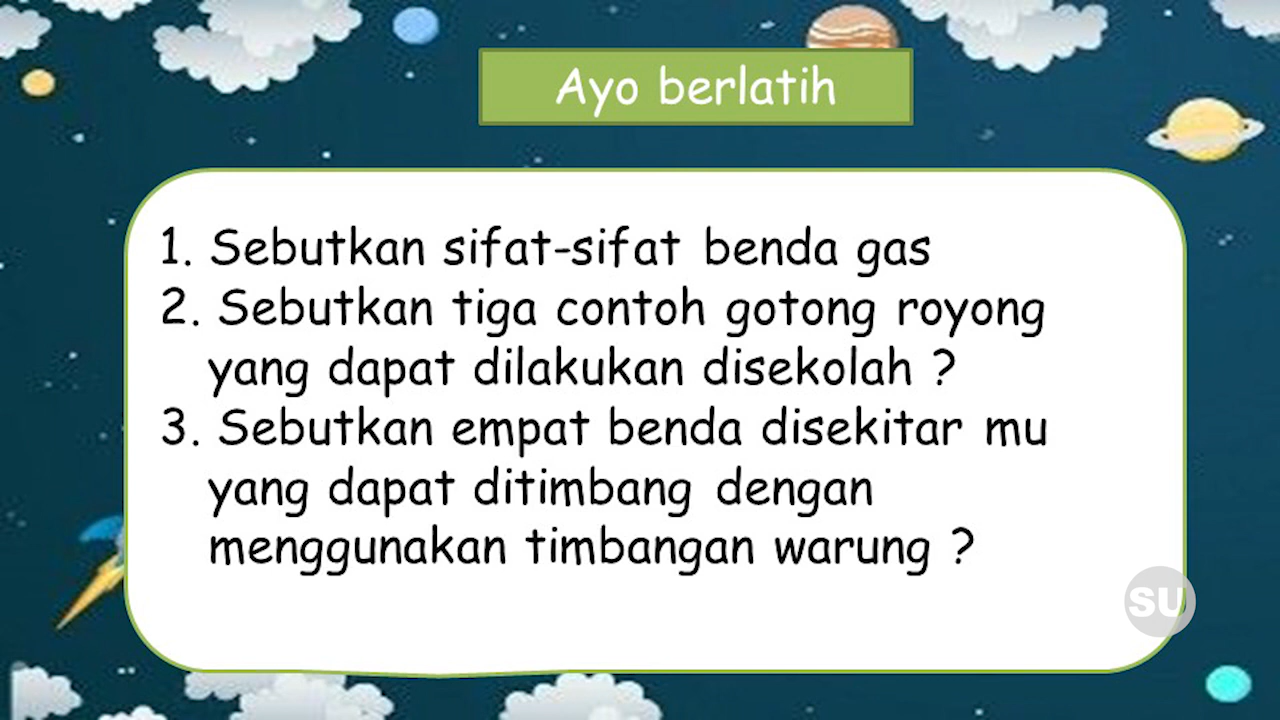 Ayo berlatih
1. Sebutkan sifat-sifat benda gas
2. Sebutkan tiga contoh gotong royong
yang dapat dilakukan disekolah ?
3. Sebutkan empat benda disekitar mu
yang dapat ditimbang dengan
menggunakan timbangan warung ?
SU